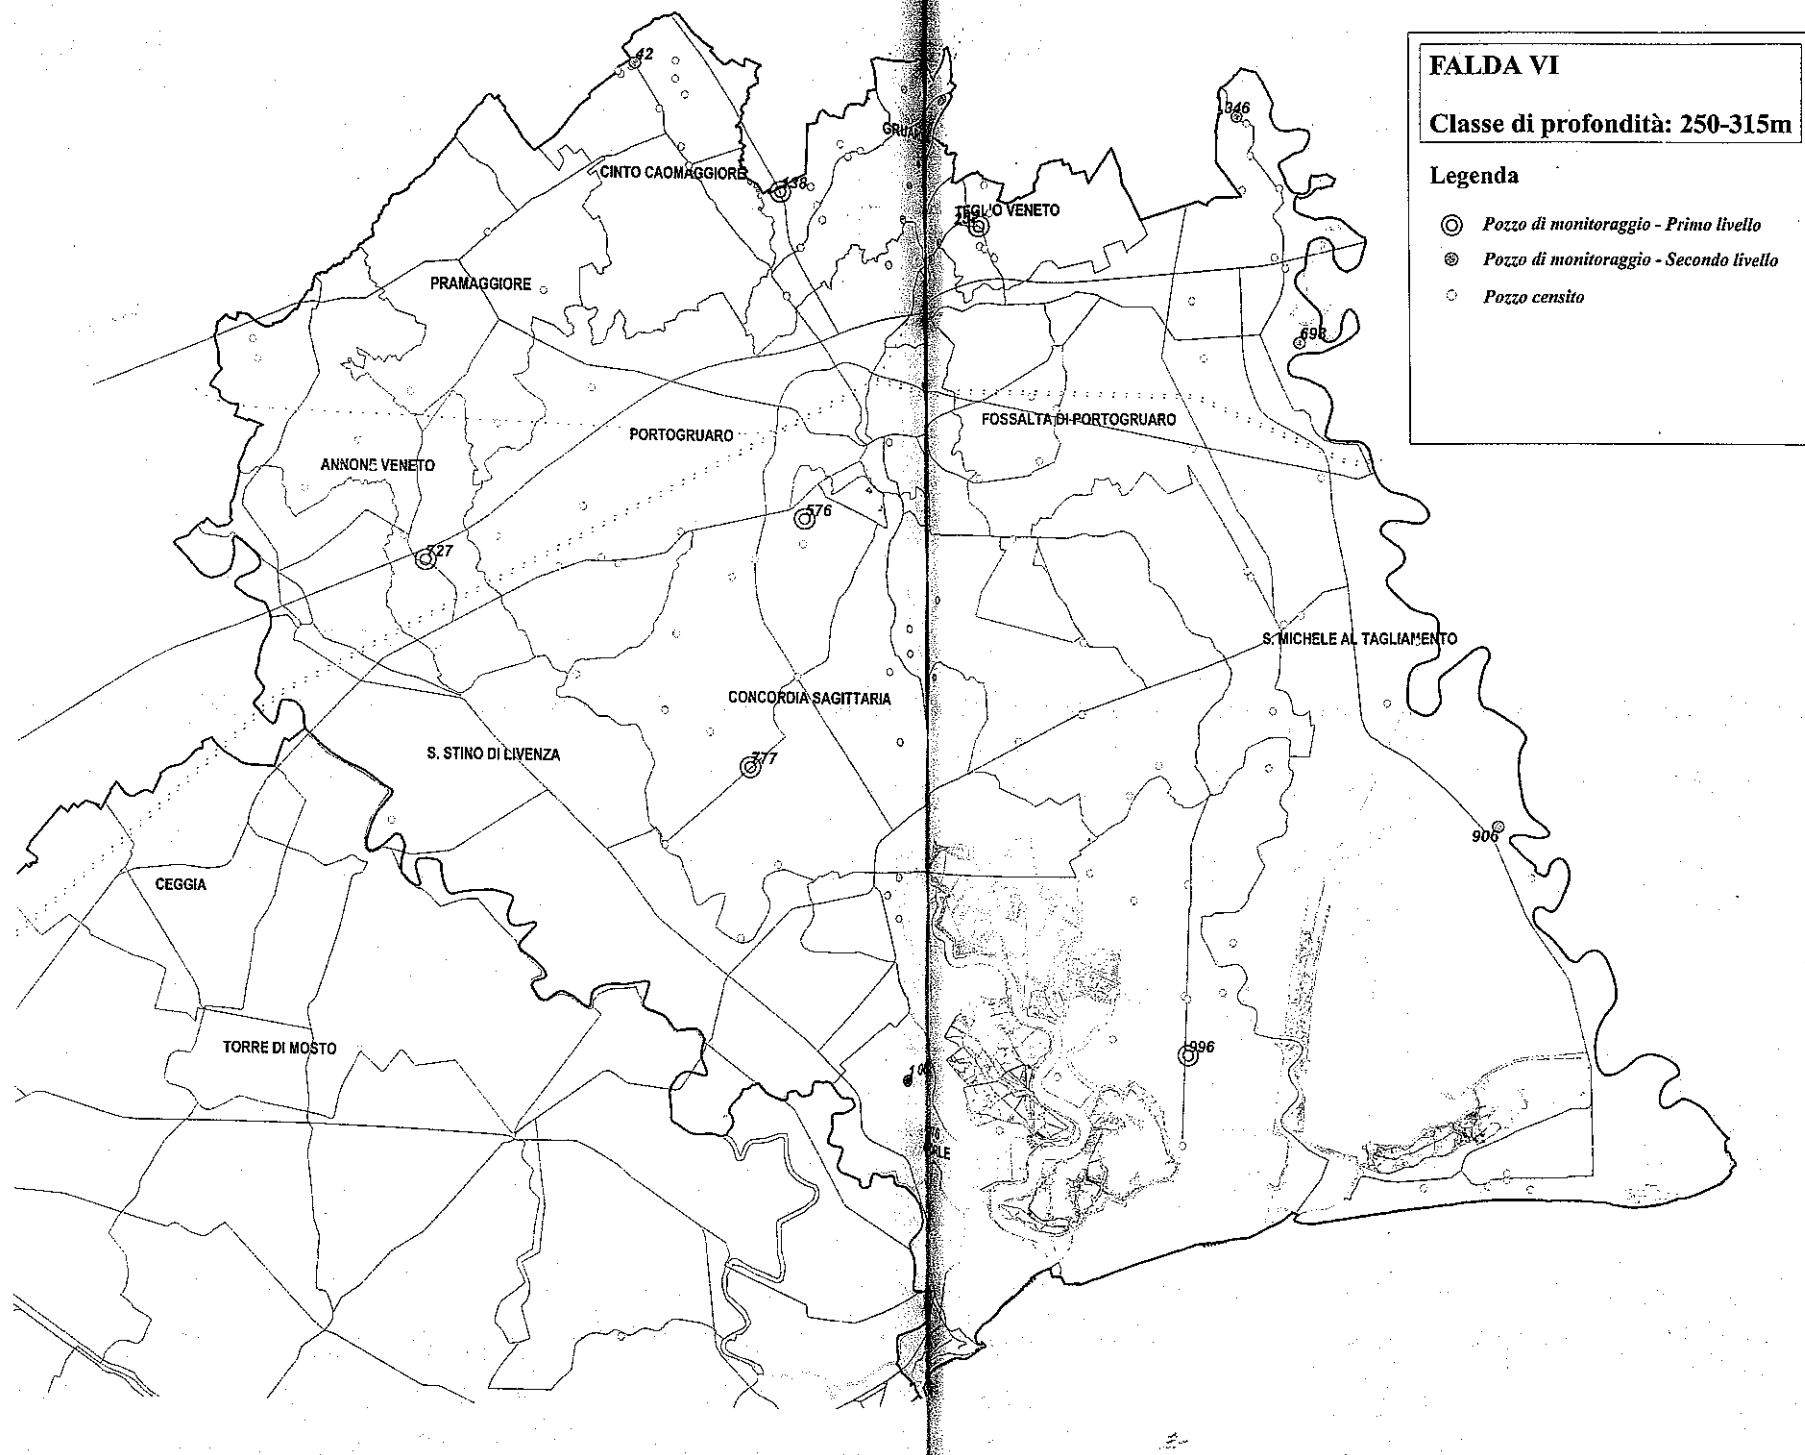 FALDA VI
Classe di profondità: 250-315m
Legenda
Pozzo di monitoraggio - Primo livello
Pozzo di monitoraggio - Secondo livello
Pozzo censito
42
346
CINTO CAOMAGGIORE
138
TEGLIO VENETO
PRAMAGGIORE
693
FOSSALTA DI PORTOGRUARO
PORTOGRUARO
ANNONE VENETO
576
727
S. MICHELE AL TAGLIAMENTO
CONCORDIA SAGITTARIA
S. STINO DI LIVENZA
777
906
CEGGIA
TORRE DI MOSTO
996